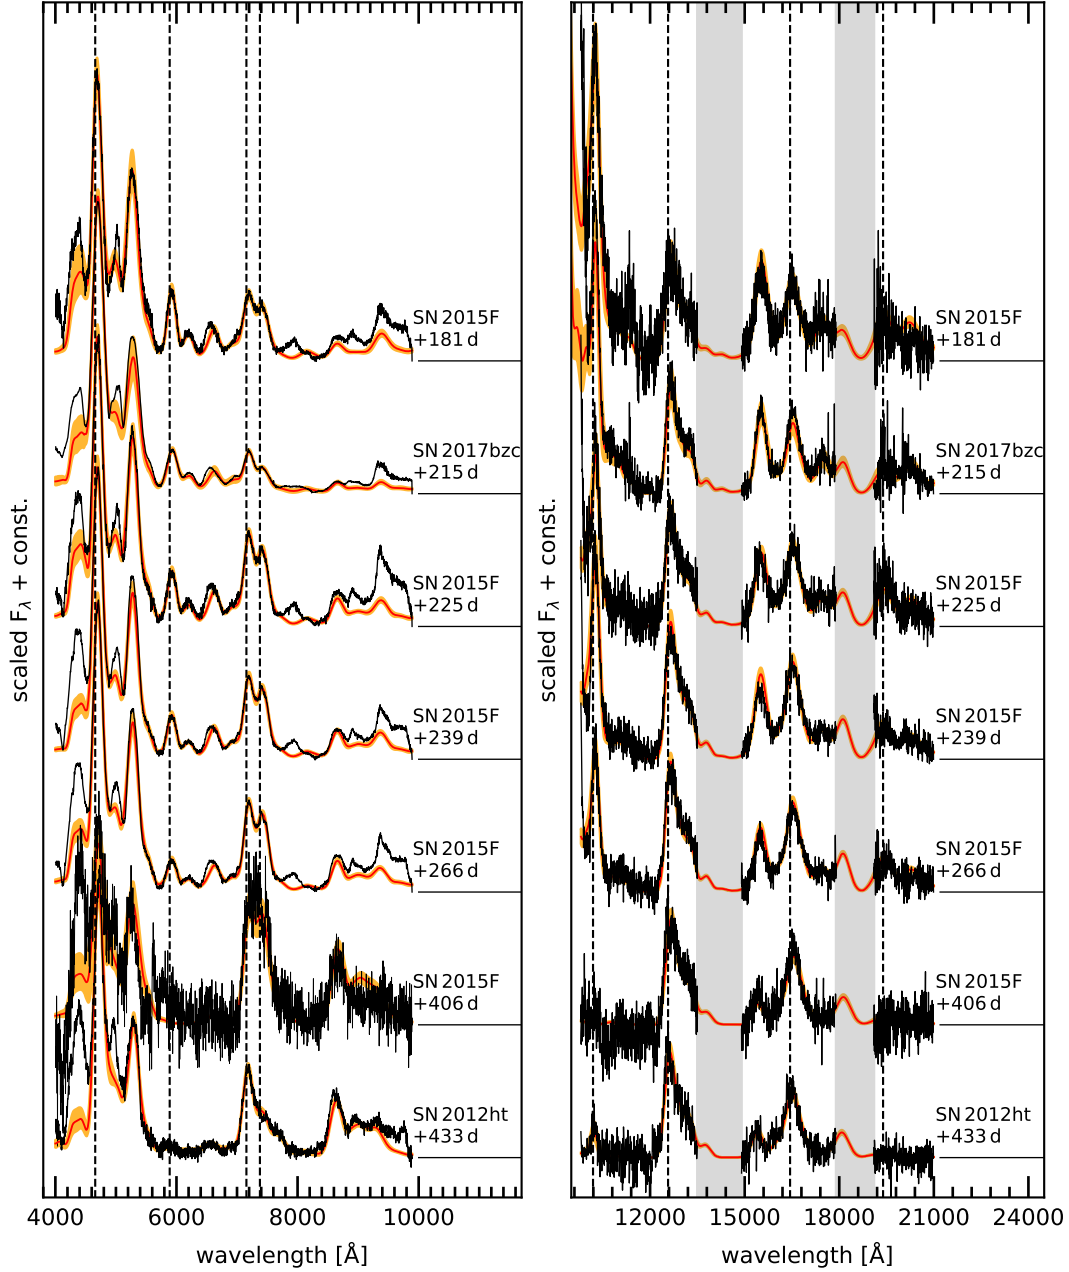 SN 2015F
+181 d
SN 2017bzc
+215 d
SN 2015F
+225 d
SN 2015F
+239 d
SN 2015F
+266 d
SN 2015F
+406 d
SN 2012ht
+433 d
scaled Fλ + const.
4000 6000 8000 10000
wavelength [Å]
SN 2015F
+181 d
SN 2017bzc
+215 d
SN 2015F
+225 d
SN 2015F
+239 d
SN 2015F
+266 d
SN 2015F
+406 d
SN 2012ht
+433 d
scaled Fλ + const.
12000 15000 18000 21000 24000
wavelength [Å]